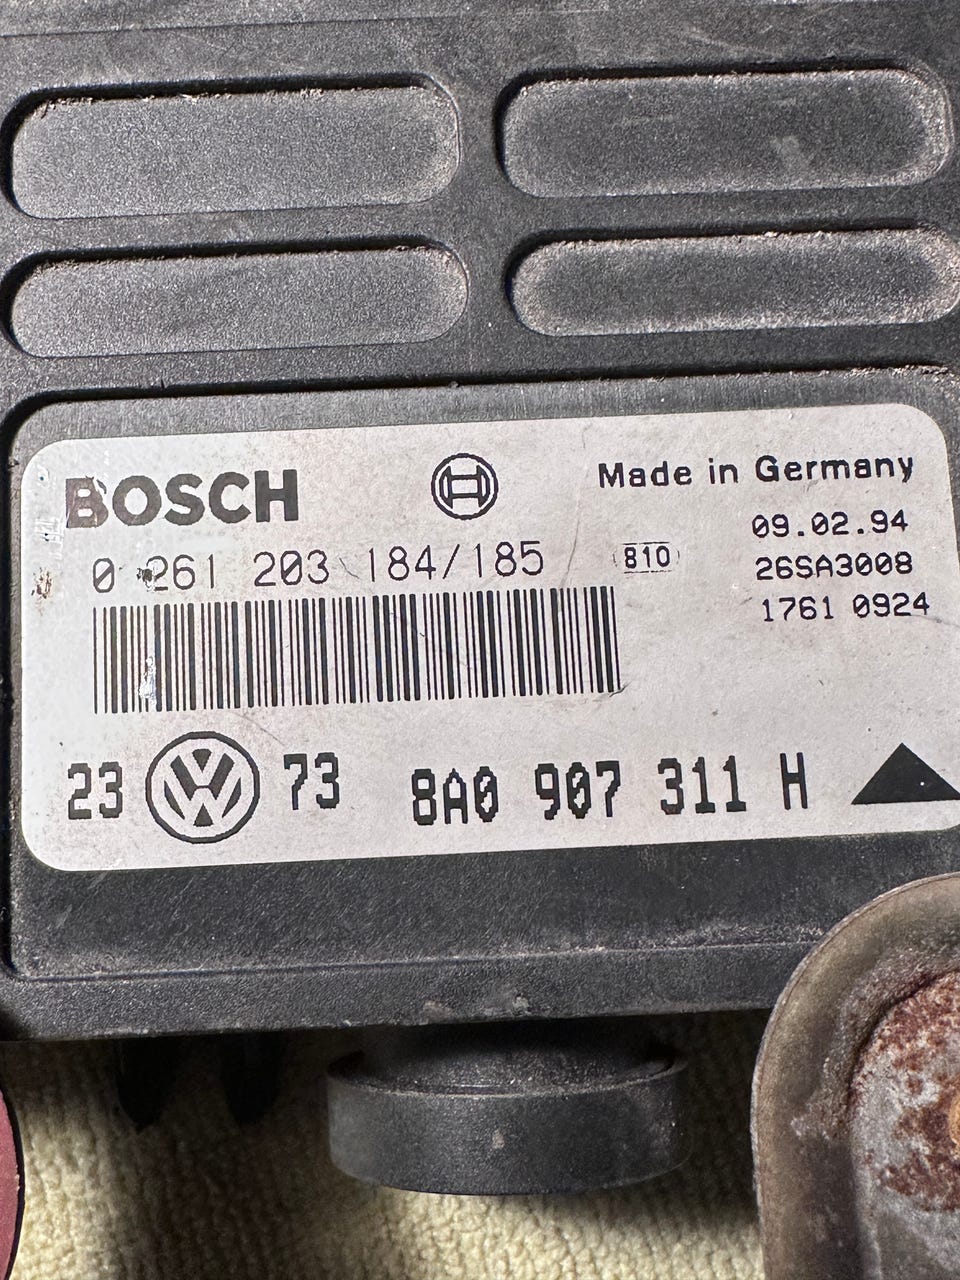 BOSCH
Made in Germany
09.02.94
0 261 203 184/185
810
26SA3008
1761 0924
23 VW 73 8A0 907 311 H